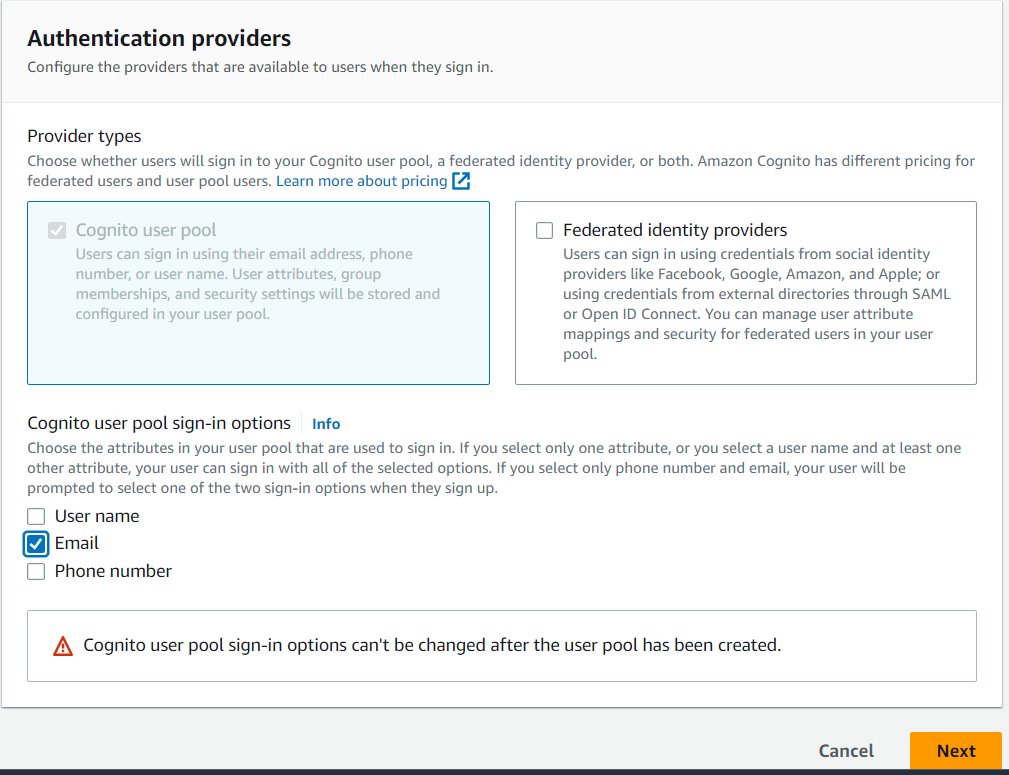 Authentication providers
Configure the providers that are available to users when they sign in.
Provider types
Choose whether users will sign in to your Cognito user pool, a federated identity provider, or both. Amazon Cognito has different pricing for
federated users and user pool users. Learn more about pricing
Cognito user pool
Users can sign in using their email address, phone
number, or user name. User attributes, group
memberships, and security settings will be stored and
configured in your user pool.
Federated identity providers
Users can sign in using credentials from social identity
providers like Facebook, Google, Amazon, and Apple; or
using credentials from external directories through SAML
or Open ID Connect. You can manage user attribute
mappings and security for federated users in your user
pool.
Cognito user pool sign-in options Info
Choose the attributes in your user pool that are used to sign in. If you select only one attribute, or you select a user name and at least one
other attribute, your user can sign in with all of the selected options. If you select only phone number and email, your user will be
prompted to select one of the two sign-in options when they sign up.
User name
Email
Phone number
Cognito user pool sign-in options can't be changed after the user pool has been created.
Cancel Next